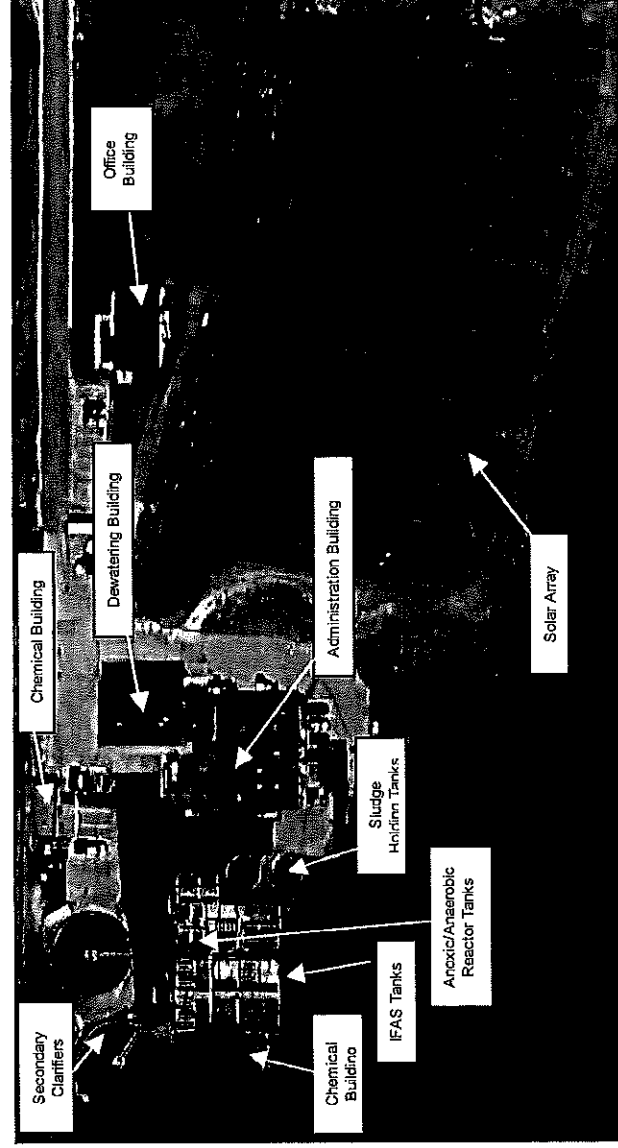 Secondary
Clarifiers
Chemical Building
Dewatering Building
Office
Building
Administration Building
Chemical
Building
Sludge
Holding Tanks
IFAS Tanks
Anoxic/Anaerobic
Reactor Tanks
Solar Array